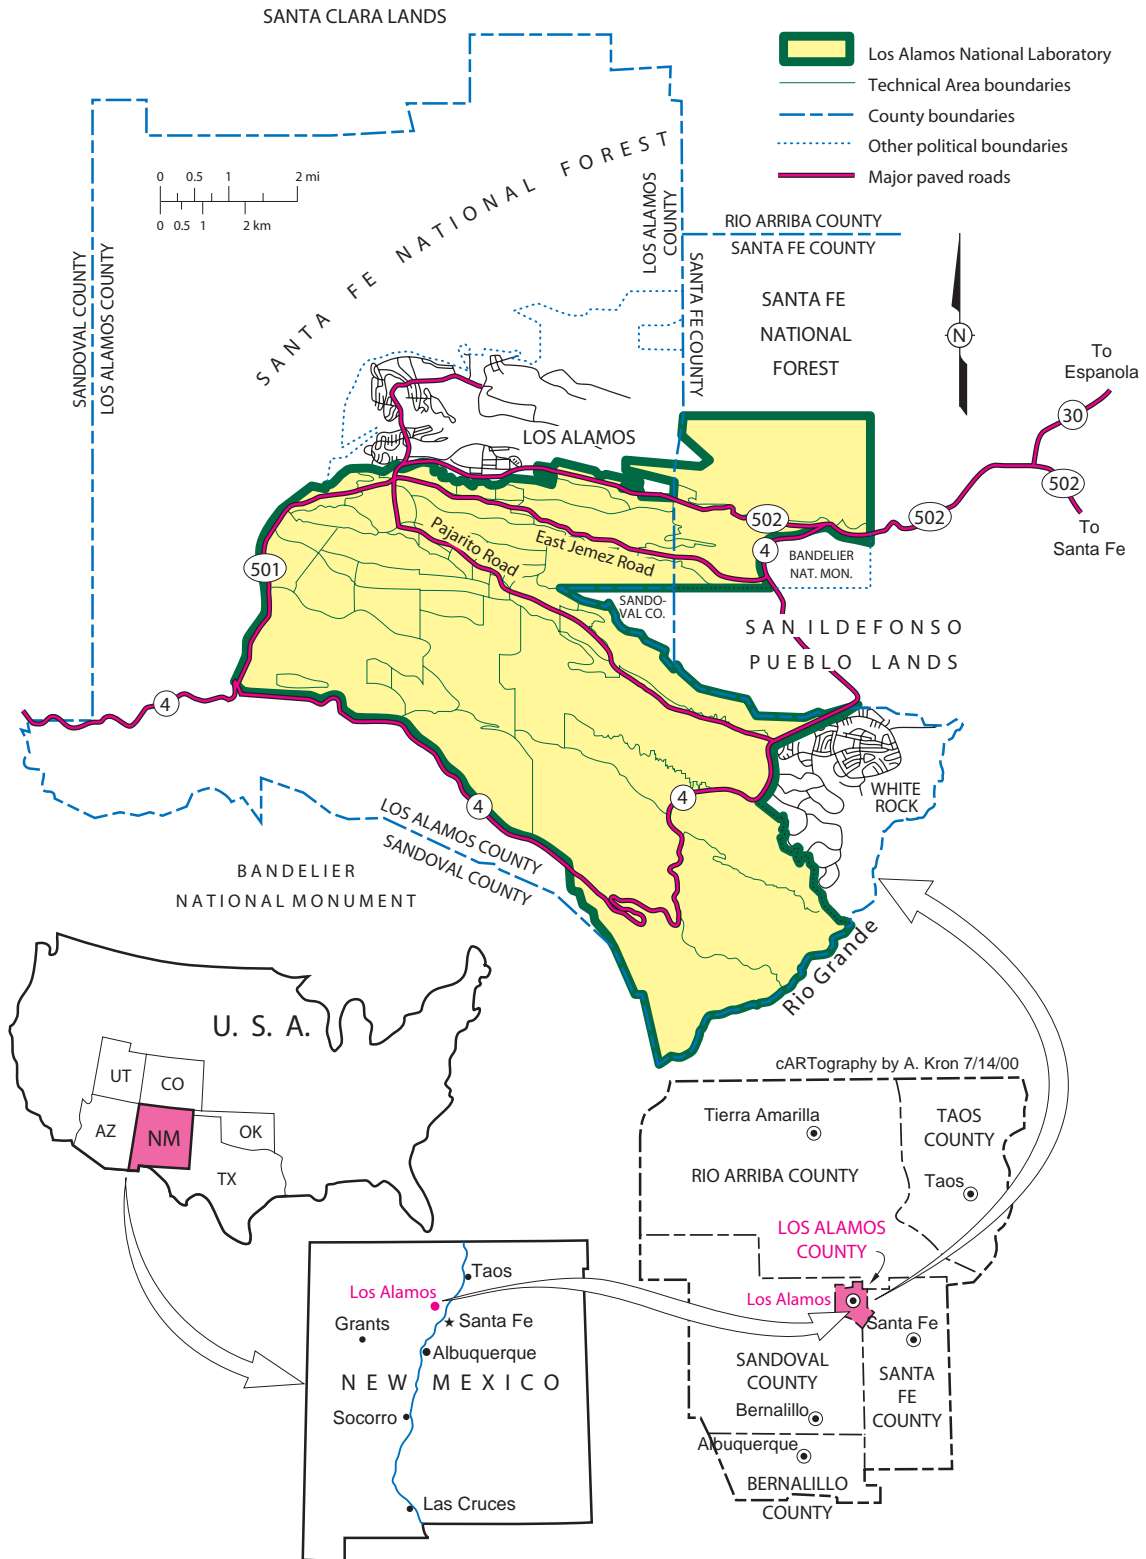 SANTA CLARA LANDS
Los Alamos National Laboratory
Technical Area boundaries
County boundaries
Other political boundaries
Major paved roads
0 0.5 1 2 mi
0 0.5 1 2 km
SANTA FE NATIONAL FOREST
LOS ALAMOS
COUNTY
RIO ARRIBA COUNTY
SANTA FE COUNTY
SANDOVAL COUNTY
LOS ALAMOS COUNTY
SANTA FE COUNTY
SANTA FE
NATIONAL
FOREST
N
To
Espanola
30
LOS ALAMOS
502
502
502
To
Santa Fe
4
BANDELIER
NAT. MON.
Pajarito Road
East Jemez Road
501
SANDO-
VAL CO.
SAN ILDEFONSO
PUEBLO LANDS
4
WHITE
ROCK
4
4
LOS ALAMOS COUNTY
SANDOVAL COUNTY
BANDELIER
NATIONAL MONUMENT
Rio Grande
U. S. A.
UT
CO
AZ
NM
OK
TX
cARTography by A. Kron 7/14/00
Tierra Amarilla
TAOS
COUNTY
RIO ARRIBA COUNTY
Taos
LOS ALAMOS
COUNTY
Los Alamos
Santa Fe
SANDOVAL
COUNTY
SANTA
FE
COUNTY
Bernalillo
Albuquerque
BERNALILLO
COUNTY
Taos
Los Alamos
Grants
Santa Fe
Albuquerque
NEW MEXICO
Socorro
Las Cruces